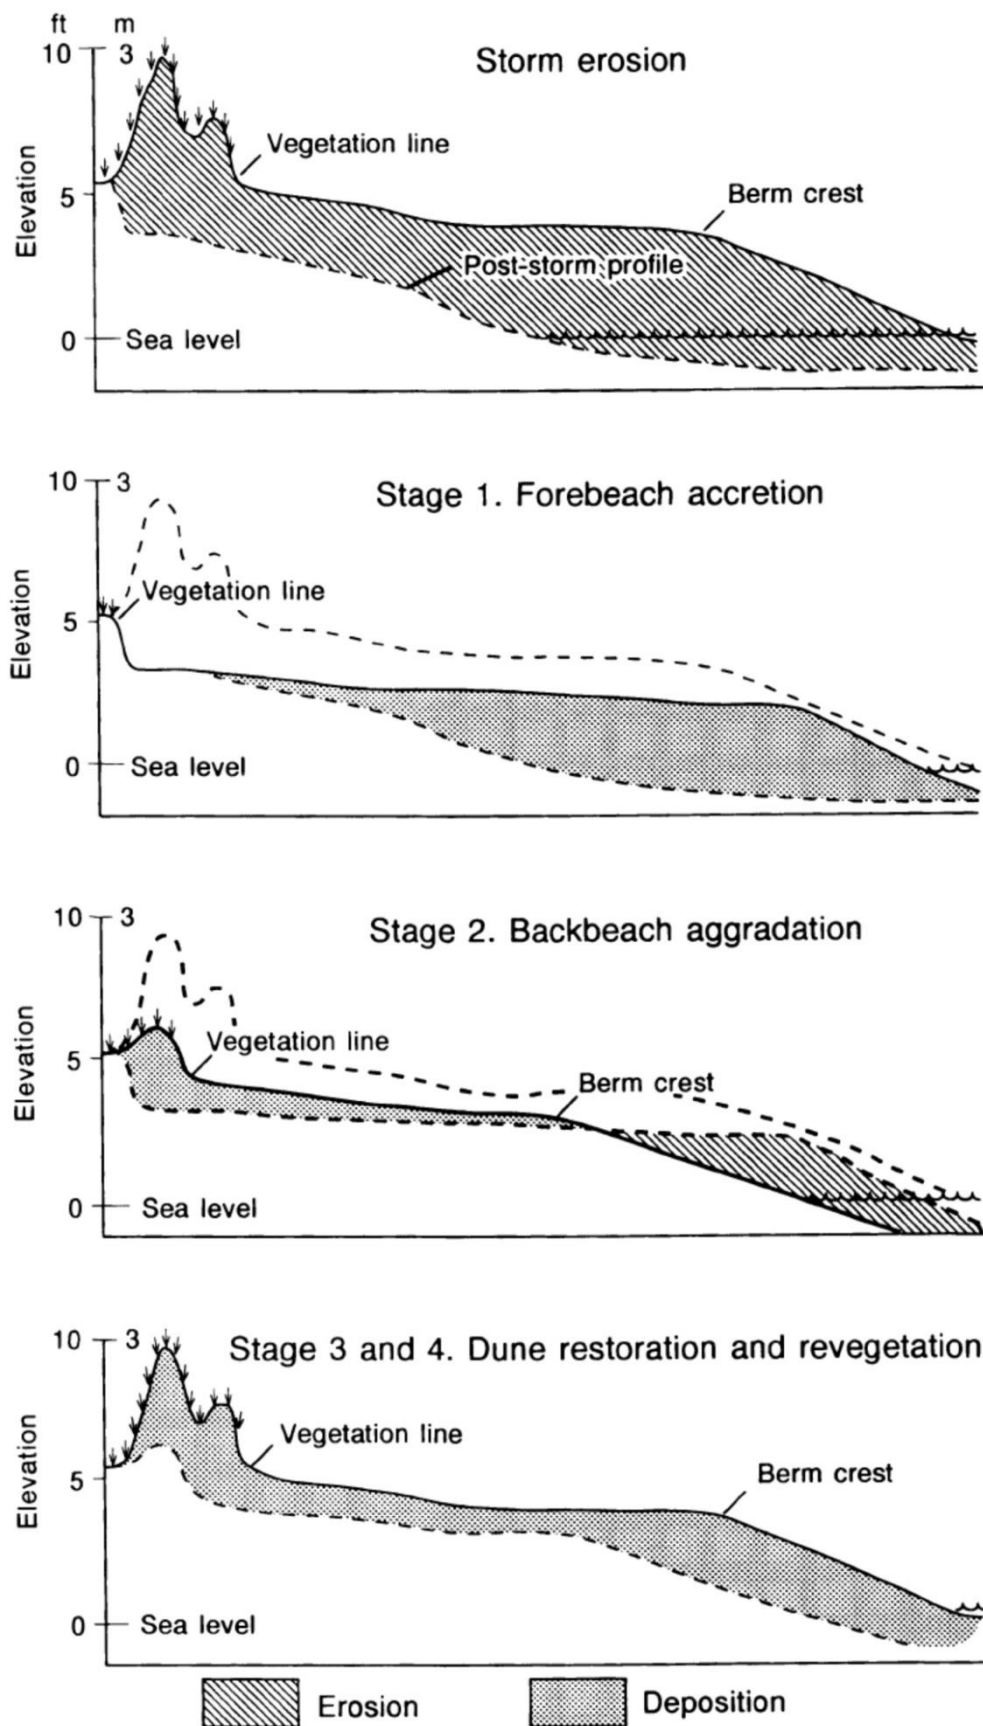 ft m
10 3
Storm erosion
Vegetation line
Elevation
5
Berm crest
Post-storm profile
0 Sea level
10 3
Stage 1. Forebeach accretion
Vegetation line
Elevation
5
0 Sea level
10 3
Stage 2. Backbeach aggradation
Vegetation line
Elevation
5
Berm crest
0 Sea level
10 3
Stage 3 and 4. Dune restoration and revegetation
Vegetation line
Elevation
5
Berm crest
0 Sea level
Erosion
Deposition